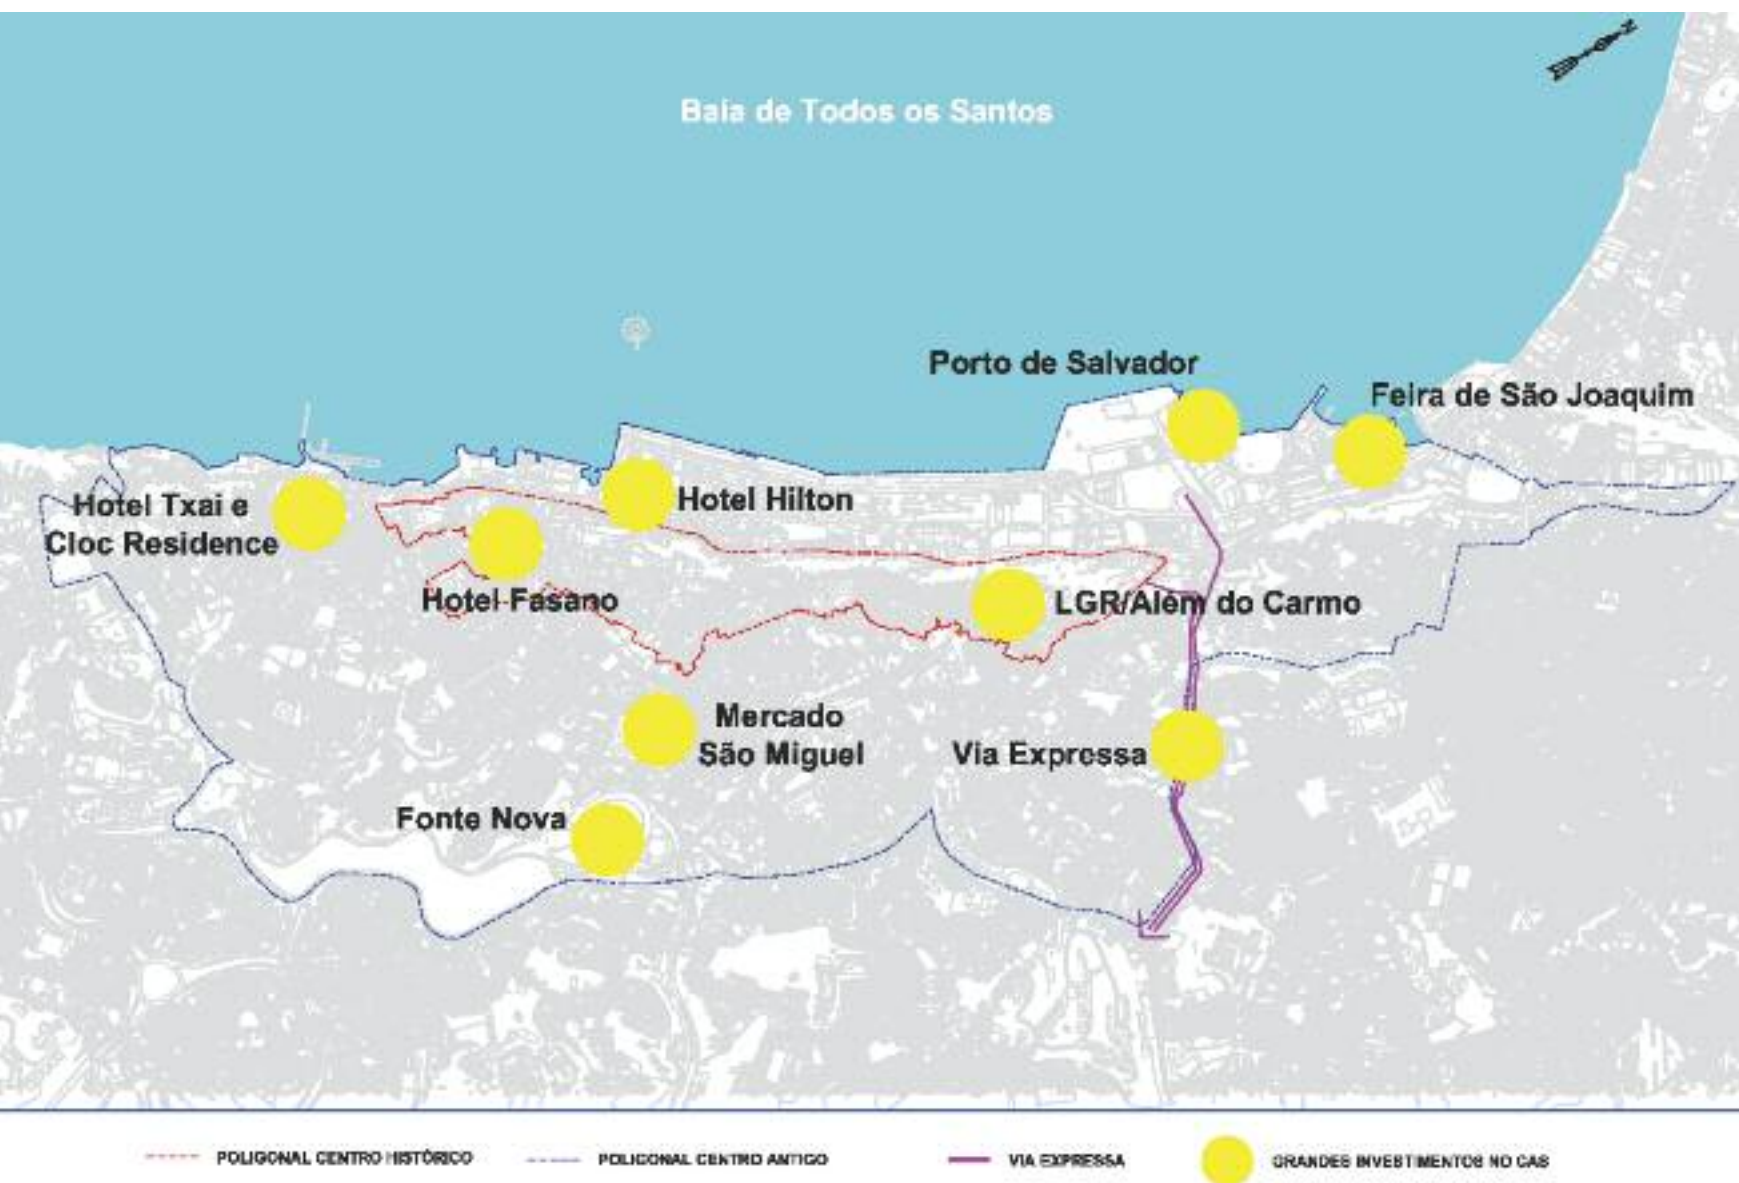 N
Baía de Todos os Santos
Porto de Salvador
Feira de São Joaquim
Hotel Txai e
Cloc Residence
Hotel Hilton
Hotel Fasano
LGR/Além do Carmo
Mercado
São Miguel
Via Expressa
Fonte Nova
POLIGONAL CENTRO HISTÓRICO
POLIGONAL CENTRO ANTIGO
VIA EXPRESSA
GRANDES INVESTIMENTOS NO CAS